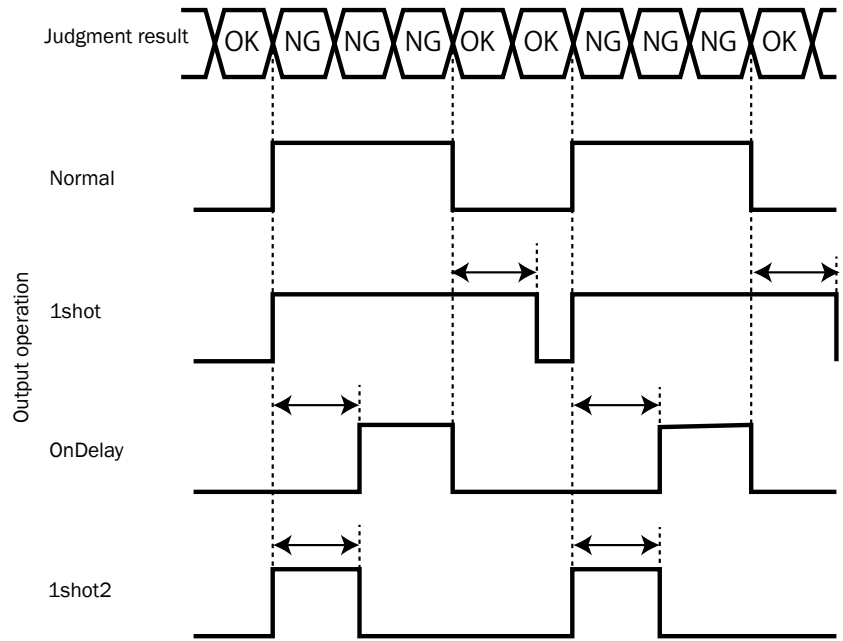 Judgment result
OK NG NG NG OK OK NG NG NG OK
Output operation
Normal
1shot
OnDelay
1shot2